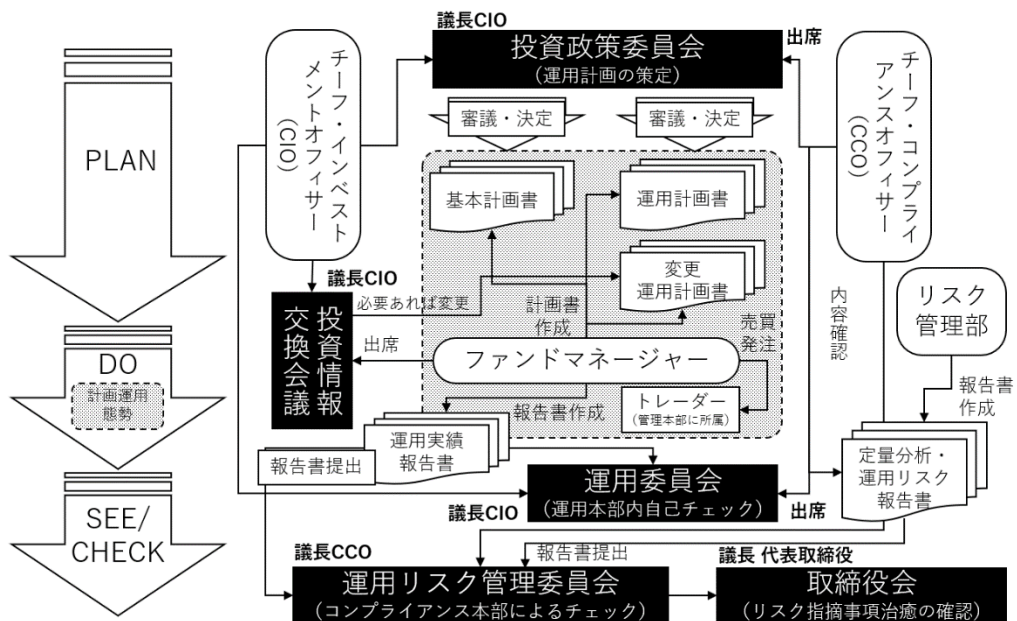 議長CIO
投資政策委員会
(運用計画の策定)
出席
チーフ・インベスト
メントオフィサー
(CIO)
チーフ・コンプライ
アンスオフィサー
(CCO)
PLAN
審議・決定
審議・決定
基本計画書
運用計画書
変更
運用計画書
議長CIO
投資情報
交換会議
必要あれば変更
計画書
作成
売買
発注
内容確認
リスク
管理部
出席
ファンドマネージャー
DO
計画運用
態勢
報告書作成
トレーダー
(管理本部に所属)
報告書
作成
運用実績
報告書
報告書提出
定量分析・
運用リスク
報告書
運用委員会
(運用本部内自己チェック)
議長CIO
出席
SEE/
CHECK
議長CCO
報告書提出
議長 代表取締役
運用リスク管理委員会
(コンプライアンス本部によるチェック)
取締役会
(リスク指摘事項治癒の確認)